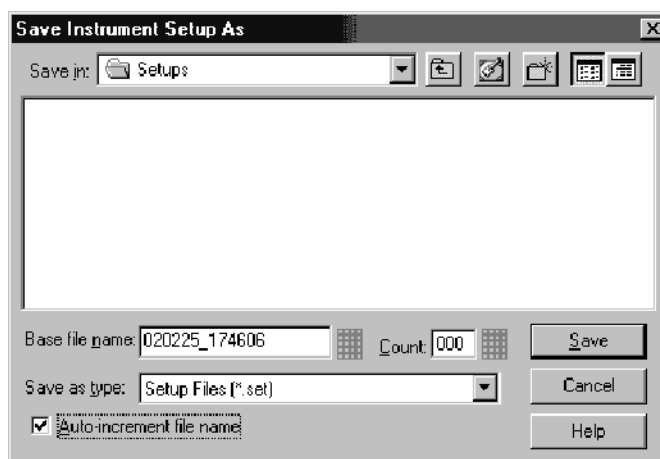 Save Instrument Setup As
Save in: Setups
Base file name: 020225_174606 Count: 000 Save
Save as type: Setup Files (*.set) Cancel
Auto-increment file name Help